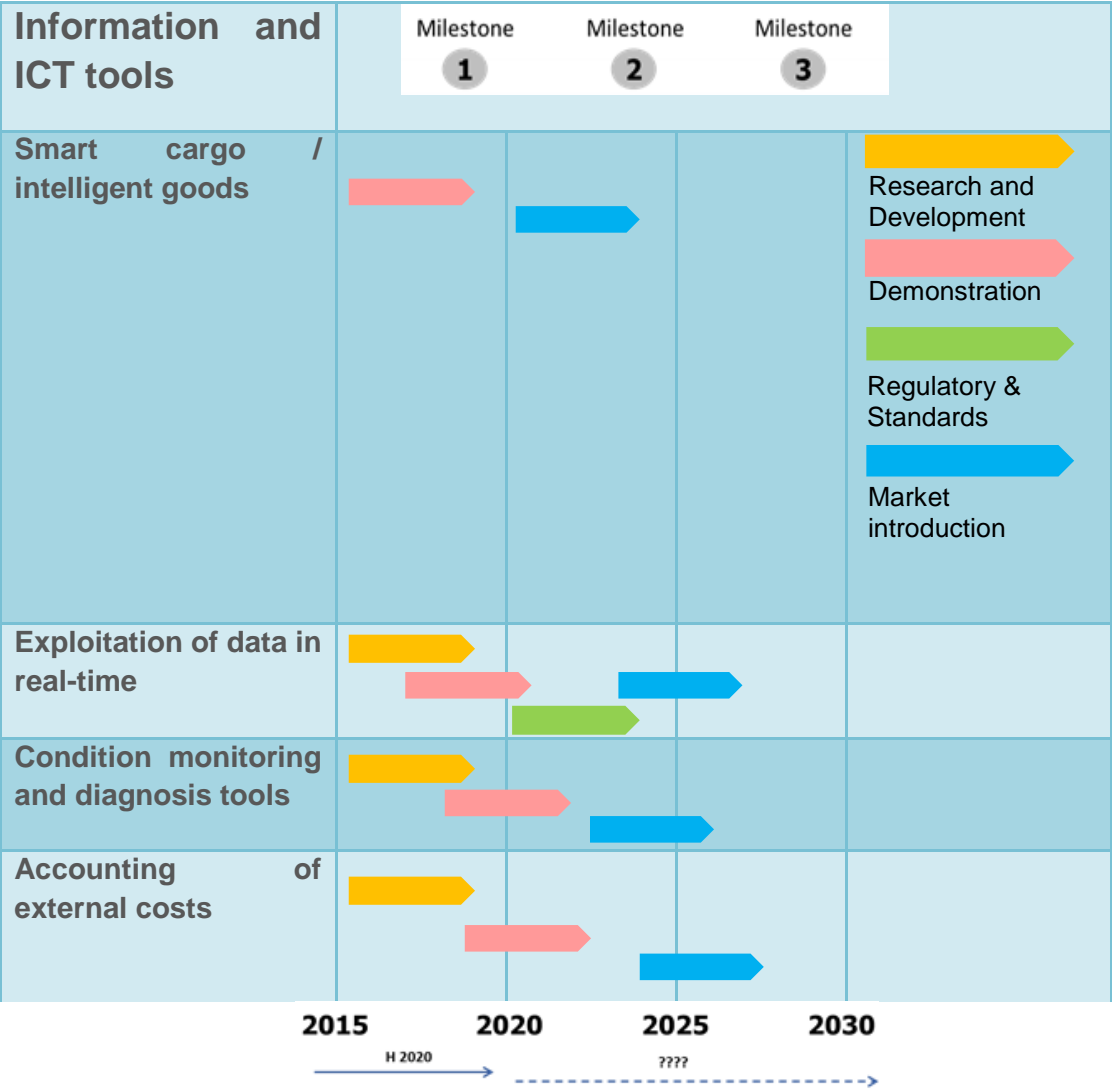 Information and
ICT tools
Milestone Milestone Milestone
1 2 3
Smart cargo /
intelligent goods
Research and
Development
Demonstration
Regulatory &
Standards
Market
introduction
Exploitation of data in
real-time
Condition monitoring
and diagnosis tools
Accounting of
external costs
2015 2020 2025 2030
H 2020 ????